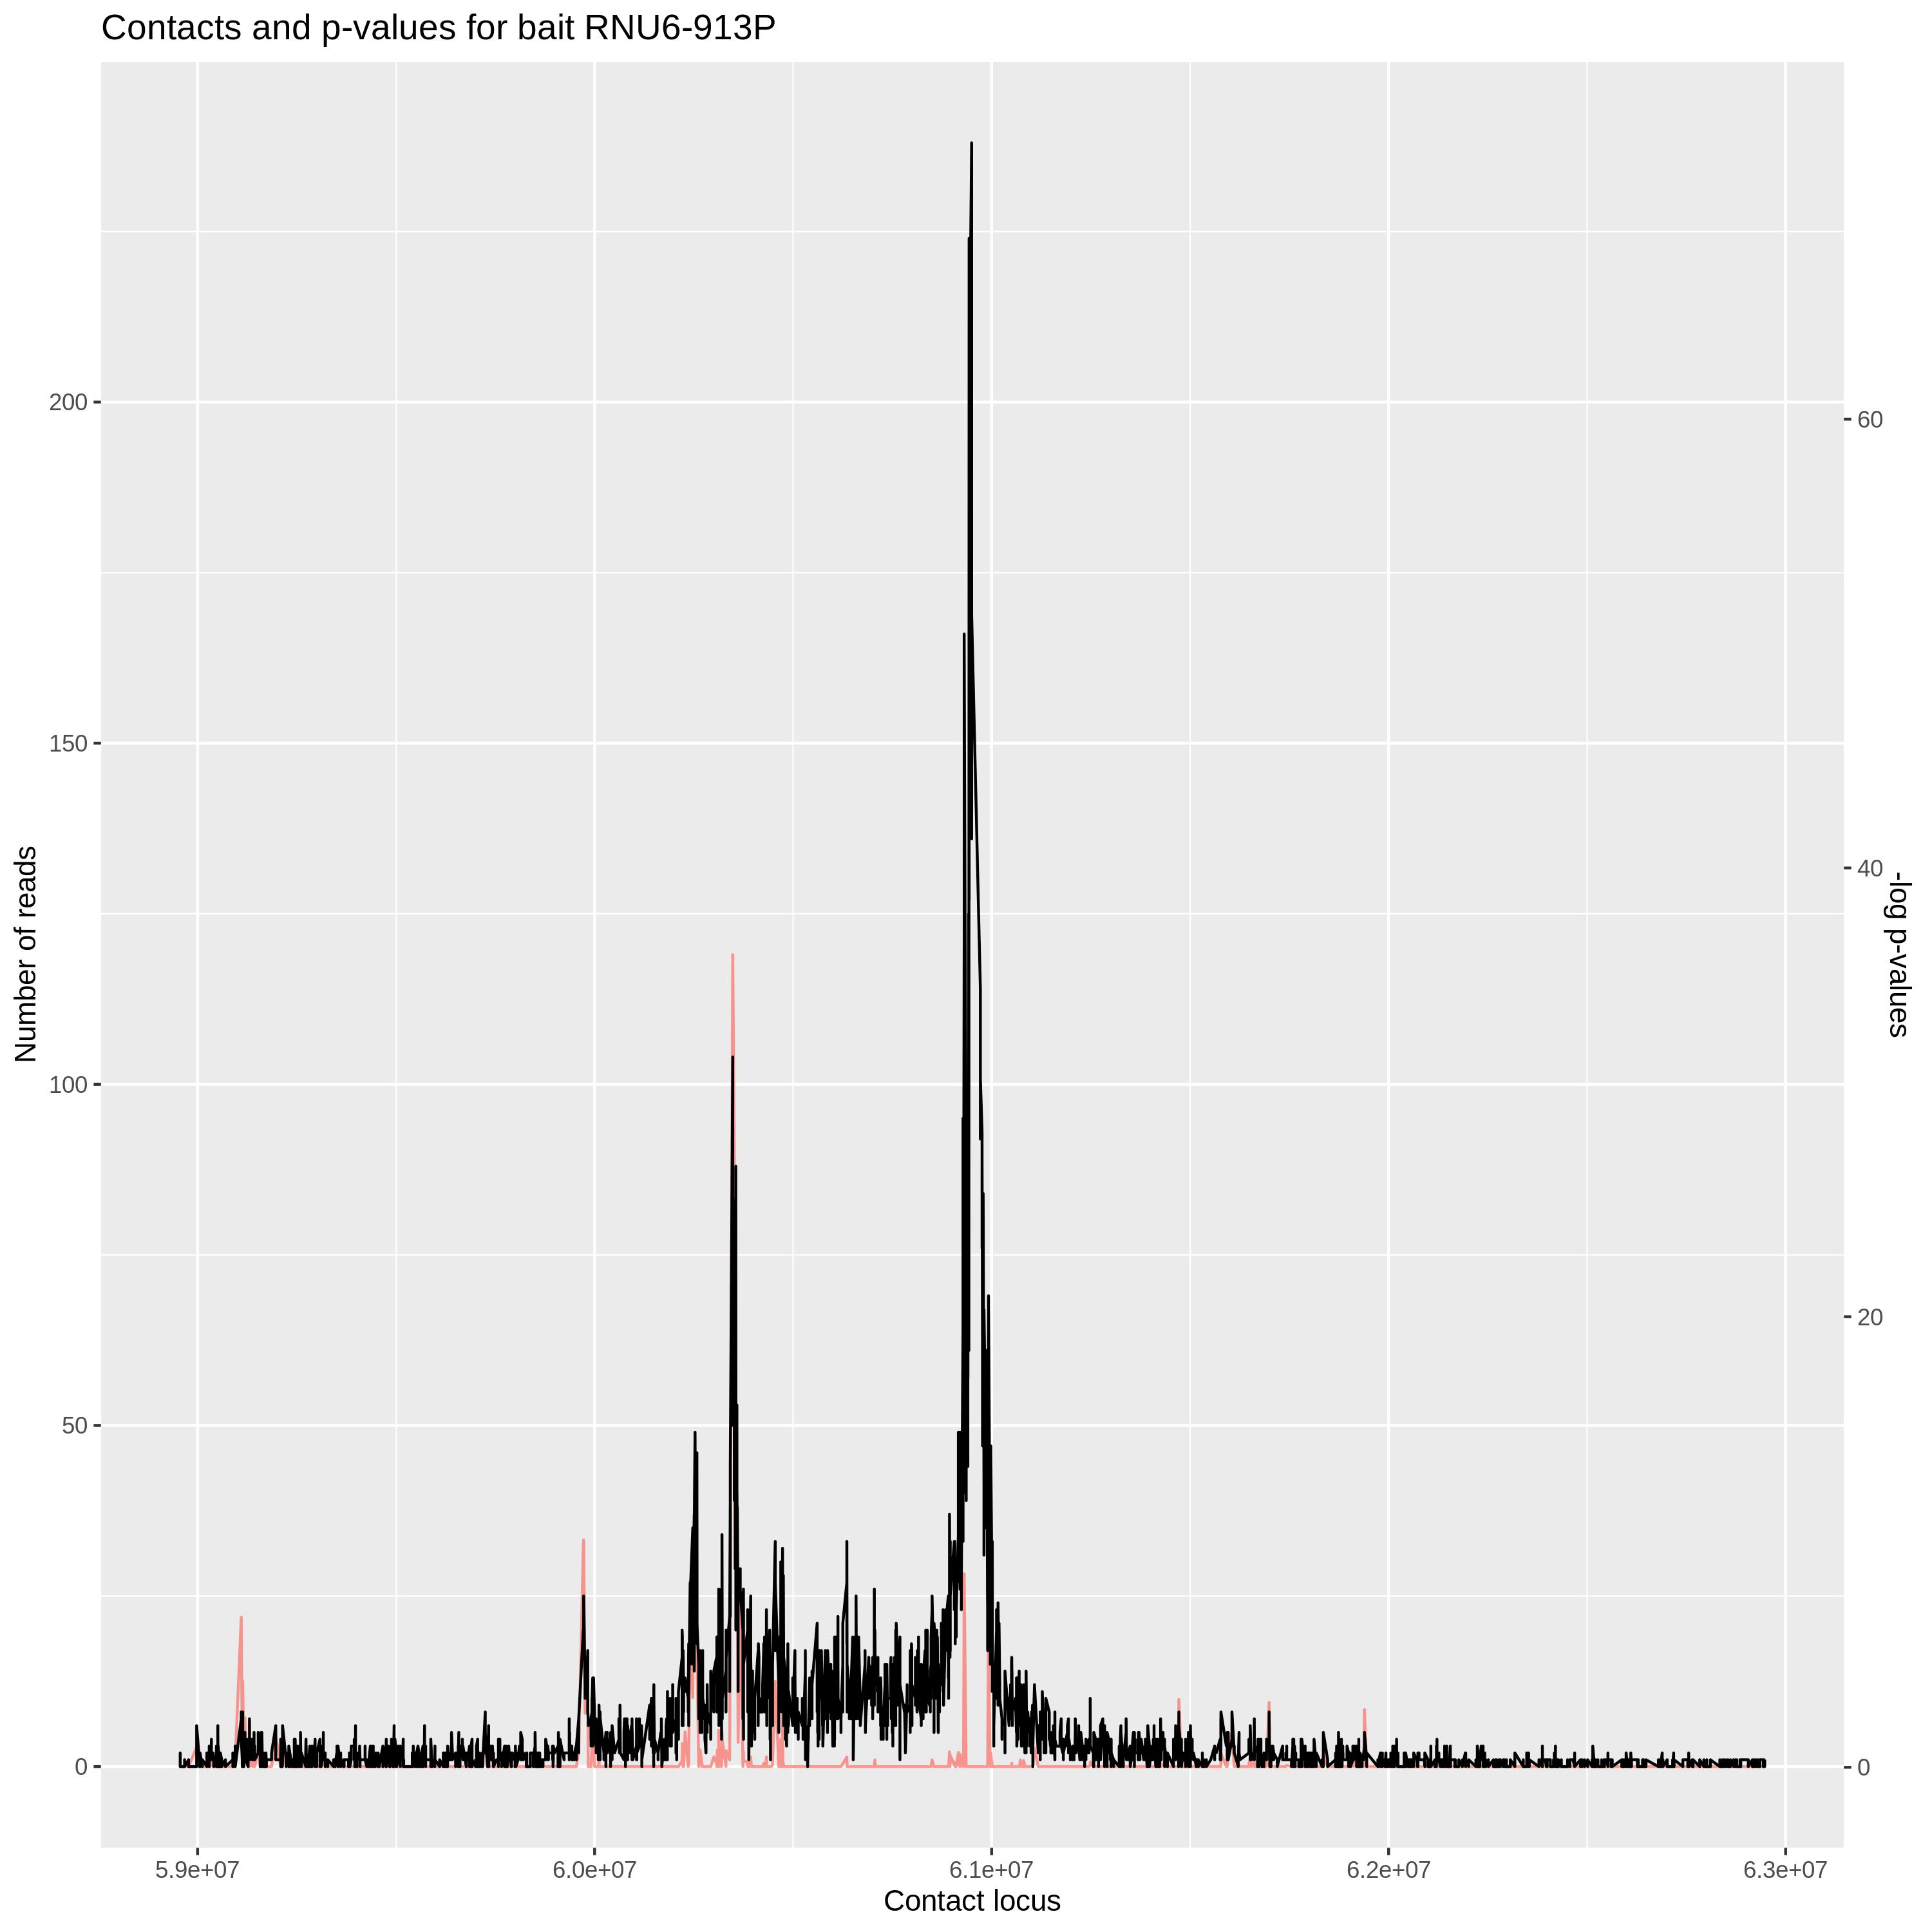 Contacts and p-values for bait RNU6-913P
Number of reads
200
150
100
50
0
60
40
20
0
-log p-values
5.9e+07 6.0e+07 6.1e+07 6.2e+07 6.3e+07
Contact locus